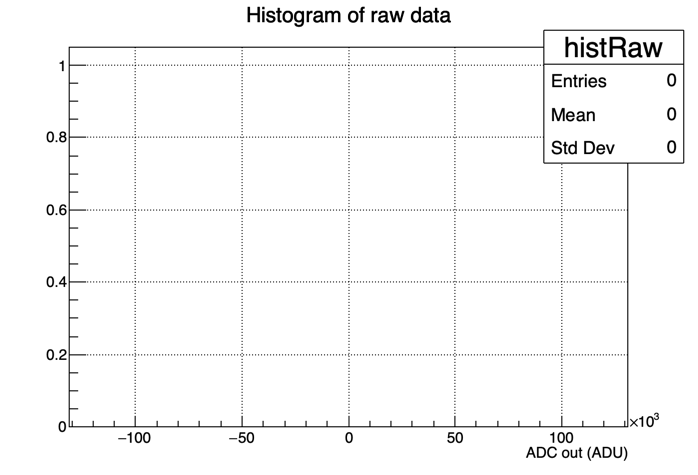 Histogram of raw data
histRaw
Entries 0
Mean 0
Std Dev 0
1
0.8
0.6
0.4
0.2
0
−100 −50 0 50 100
×10³
ADC out (ADU)